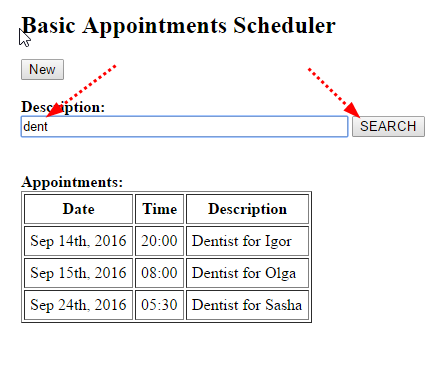 Basic Appointments Scheduler
New
Description:
dent SEARCH
Appointments:
Date Time Description
Sep 14th, 2016 20:00 Dentist for Igor
Sep 15th, 2016 08:00 Dentist for Olga
Sep 24th, 2016 05:30 Dentist for Sasha